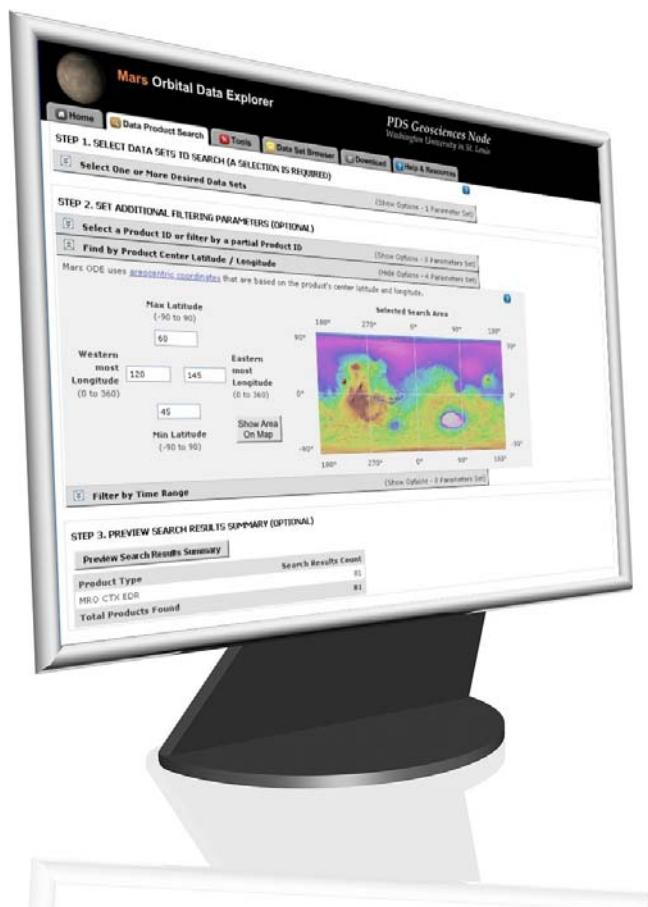 Mars Orbital Data Explorer
PDS Geosciences Node
Washington University in St. Louis
Home
Data Product Search
Tools
Data Set Browser
Download
Help & Resources
STEP 1. SELECT DATA SETS TO SEARCH (A SELECTION IS REQUIRED)
Select One or More Desired Data Sets
(Show Options - 1 Parameter Set)
STEP 2. SET ADDITIONAL FILTERING PARAMETERS (OPTIONAL)
Select a Product ID or filter by a partial Product ID
(Show Options - 0 Parameters Set)
Find by Product Center Latitude / Longitude
(Hide Options - 4 Parameters Set)
Mars ODE uses areocentric coordinates that are based on the product's center latitude and longitude.
Max Latitude
(-90 to 90)
60
Western
most
Longitude
(0 to 360)
120
145
Eastern
most
Longitude
(0 to 360)
45
Min Latitude
(-90 to 90)
Show Area
On Map
Selected Search Area
180° 270° 0° 90° 180°
90°
0° 0°
-90° -90°
180° 270° 0° 90° 180°
Filter by Time Range
(Show Options - 0 Parameters Set)
STEP 3. PREVIEW SEARCH RESULTS SUMMARY (OPTIONAL)
Preview Search Results Summary
Product Type Search Results Count
MRO CTX EDR 81
Total Products Found 81